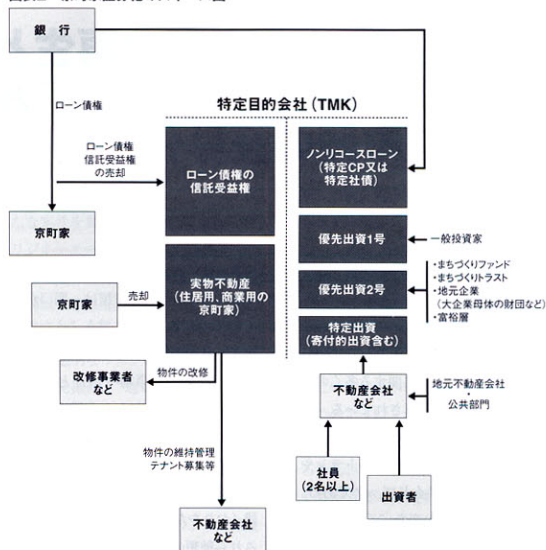 銀 行
ローン債権
特定目的会社（TMK）
ローン債権
信託受益権
の売却
ローン債権の
信託受益権
ノンリコースローン
（特定CP又は
特定社債）
京町家
優先出資1号
一般投資家
京町家
売却
実物不動産
（住居用、商業用の
京町家）
優先出資2号
・まちづくりファンド
・まちづくりトラスト
・地元企業
（大企業母体の財団など）
・富裕層
特定出資
（寄付的出資含む）
改修事業者
など
物件の改修
不動産会社
など
地元不動産会社
・
公共部門
物件の維持管理
テナント募集等
社員
（2名以上）
出資者
不動産会社
など